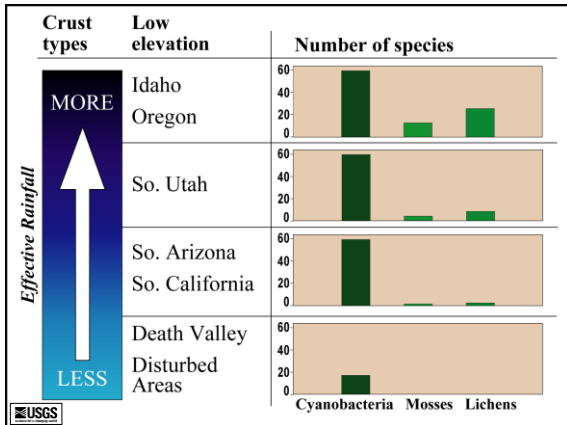 Crust types
Low elevation
Number of species
Effective Rainfall
MORE
LESS
Idaho
Oregon
60
40
20
0
So. Utah
60
40
20
0
So. Arizona
So. California
60
40
20
0
Death Valley
Disturbed
Areas
60
40
20
0
Cyanobacteria Mosses Lichens
USGS